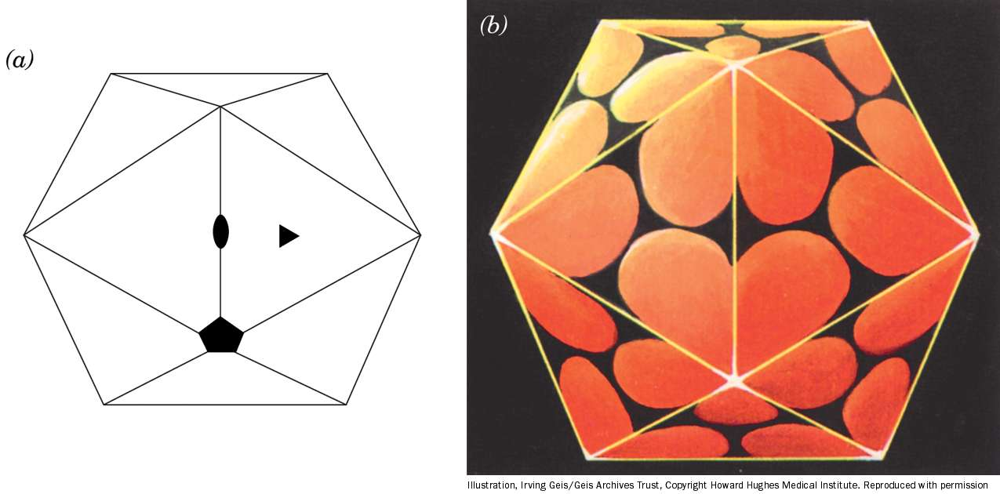 (a)
(b)
Illustration, Irving Geis/Geis Archives Trust, Copyright Howard Hughes Medical Institute. Reproduced with permission